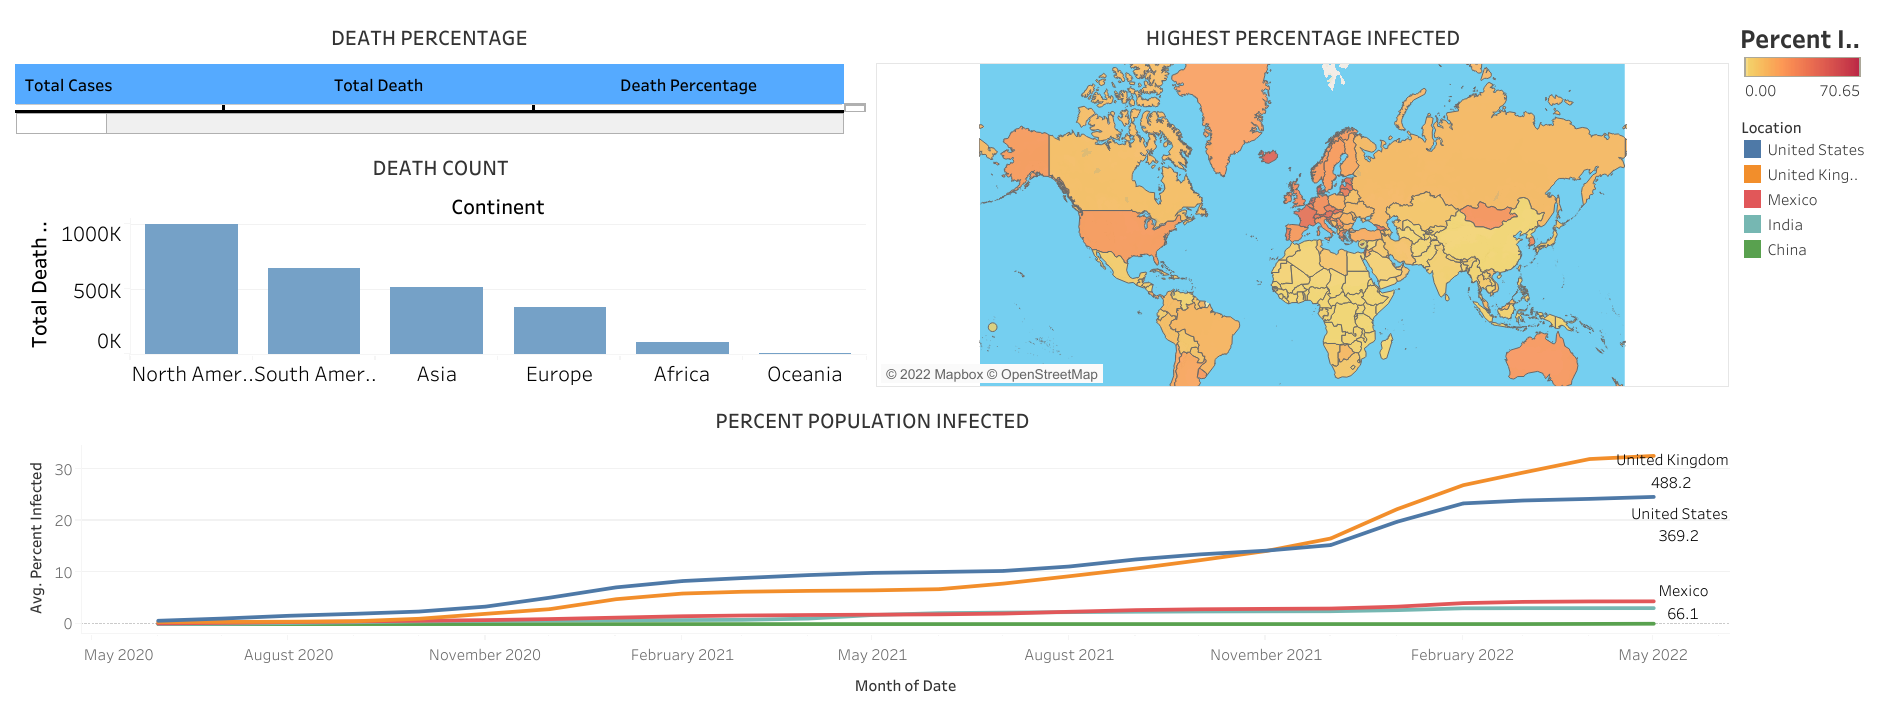 DEATH PERCENTAGE
Total Cases Total Death Death Percentage
DEATH COUNT
Continent
Total Death ..
1000K
500K
0K
North Amer.. South Amer.. Asia Europe Africa Oceania
HIGHEST PERCENTAGE INFECTED
© 2022 Mapbox © OpenStreetMap
Percent I..
0.00 70.65
Location
United States
United King..
Mexico
India
China
PERCENT POPULATION INFECTED
Avg. Percent Infected
30
20
10
0
United Kingdom
488.2
United States
369.2
Mexico
66.1
May 2020 August 2020 November 2020 February 2021 May 2021 August 2021 November 2021 February 2022 May 2022
Month of Date